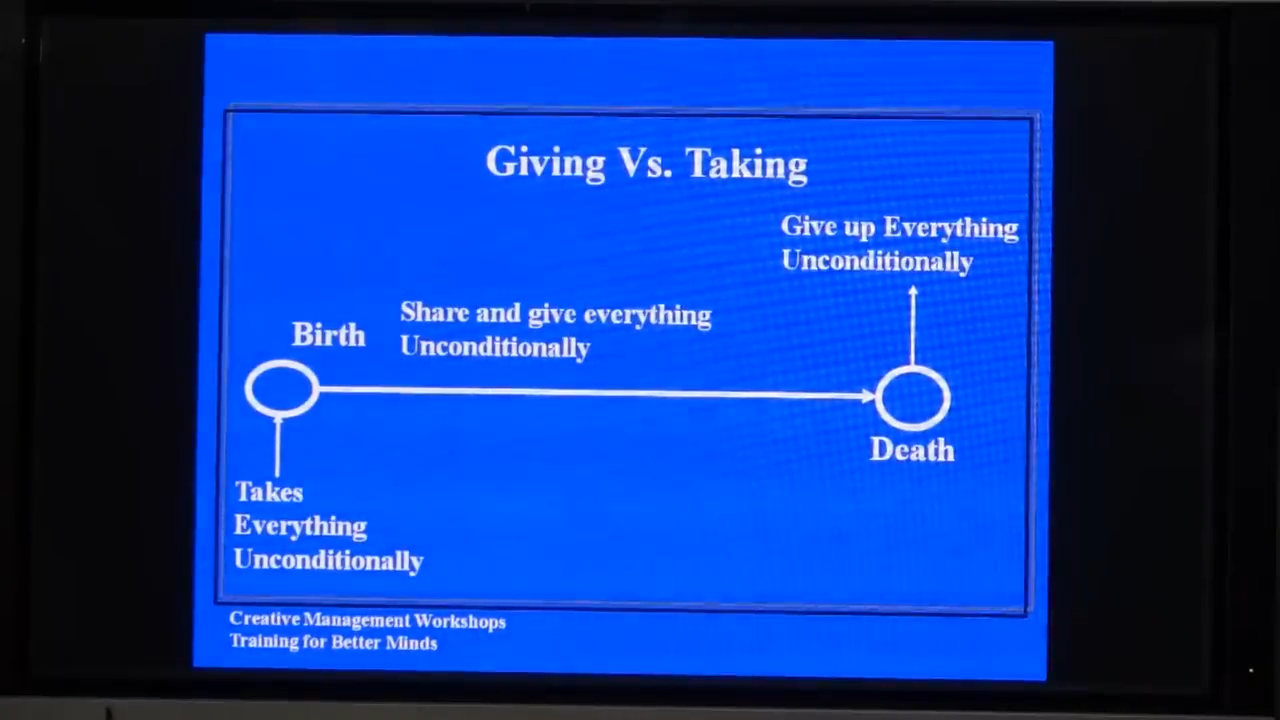 Giving Vs. Taking
Give up Everything
Unconditionally
Share and give everything
Unconditionally
Birth
Death
Takes
Everything
Unconditionally
Creative Management Workshops
Training for Better Minds